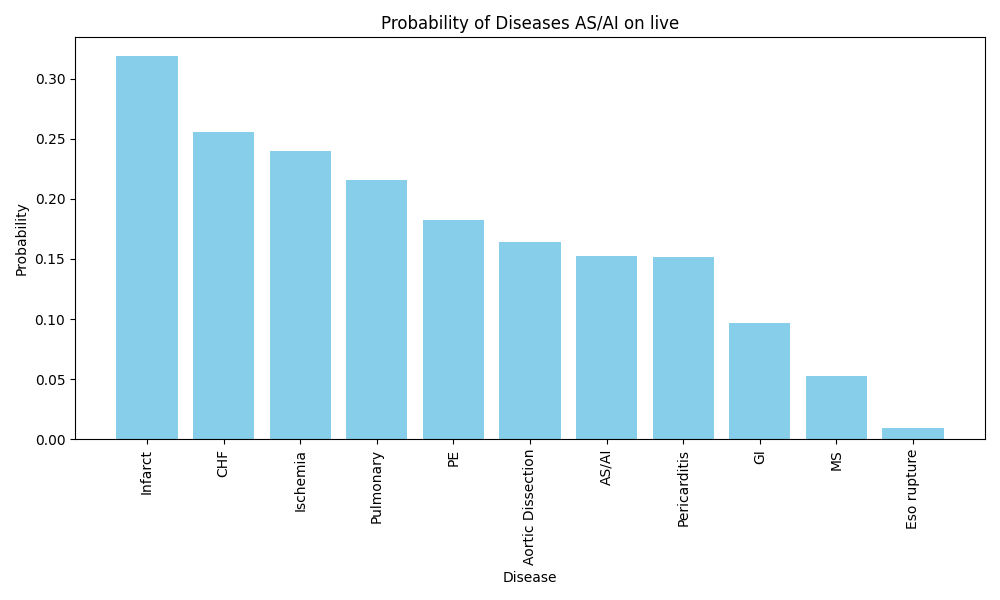 Probability of Diseases AS/AI on live
Probability
0.30
0.25
0.20
0.15
0.10
0.05
0.00
Infarct
CHF
Ischemia
Pulmonary
PE
Aortic Dissection
AS/AI
Pericarditis
GI
MS
Eso rupture
Disease